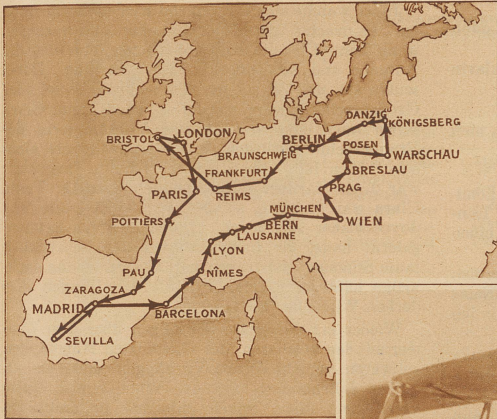 DANZIG
KÖNIGSBERG
BRISTOL
LONDON
BERLIN
POSEN
BRAUNSCHWEIG
WARSCHAU
FRANKFURT
BRESLAU
PARIS
REIMS
PRAG
MÜNCHEN
POITIERS
BERN
WIEN
LAUSANNE
LYON
PAU
NÎMES
ZARAGOZA
MADRID
BARCELONA
SEVILLA